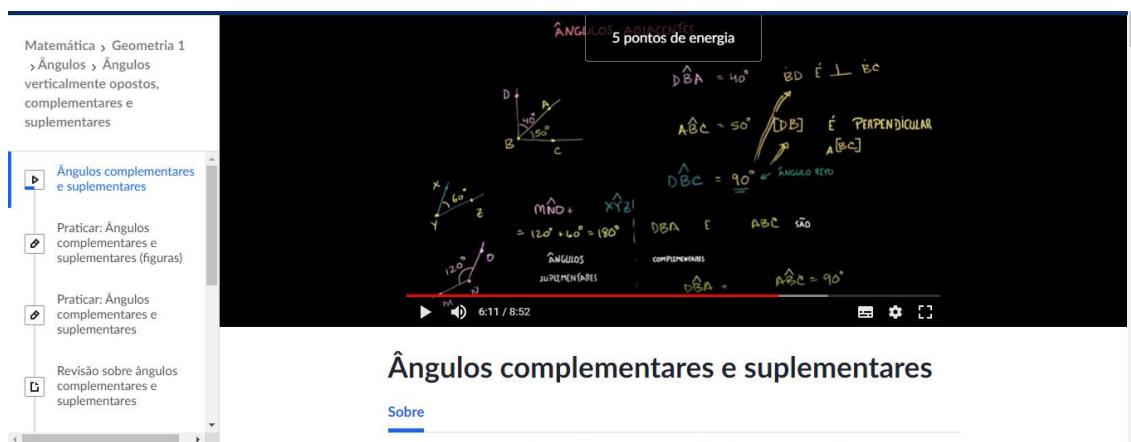 Matemática > Geometria 1
> Ângulos > Ângulos
verticalmente opostos,
complementares e
suplementares
Ângulos complementares
e suplementares
Praticar: Ângulos
complementares e
suplementares (figuras)
Praticar: Ângulos
complementares e
suplementares
Revisão sobre ângulos
complementares e
suplementares
ÂNGULOS ADJACENTES
5 pontos de energia
D
A
40°
50°
B
C
DB̂A = 40°
AB̂C = 50°
DB̂C = 90° ← ÂNGULO RETO
BD É ⊥ BC
[DB] É PERPENDICULAR
A [BC]
X
60°
Y
Z
120°
O
N
M
MN̂O + XŶZ
= 120° + 60° = 180°
ÂNGULOS
SUPLEMENTARES
DBA E ABC SÃO
COMPLEMENTARES
DB̂A + AB̂C = 90°
6:11 / 8:52
Ângulos complementares e suplementares
Sobre